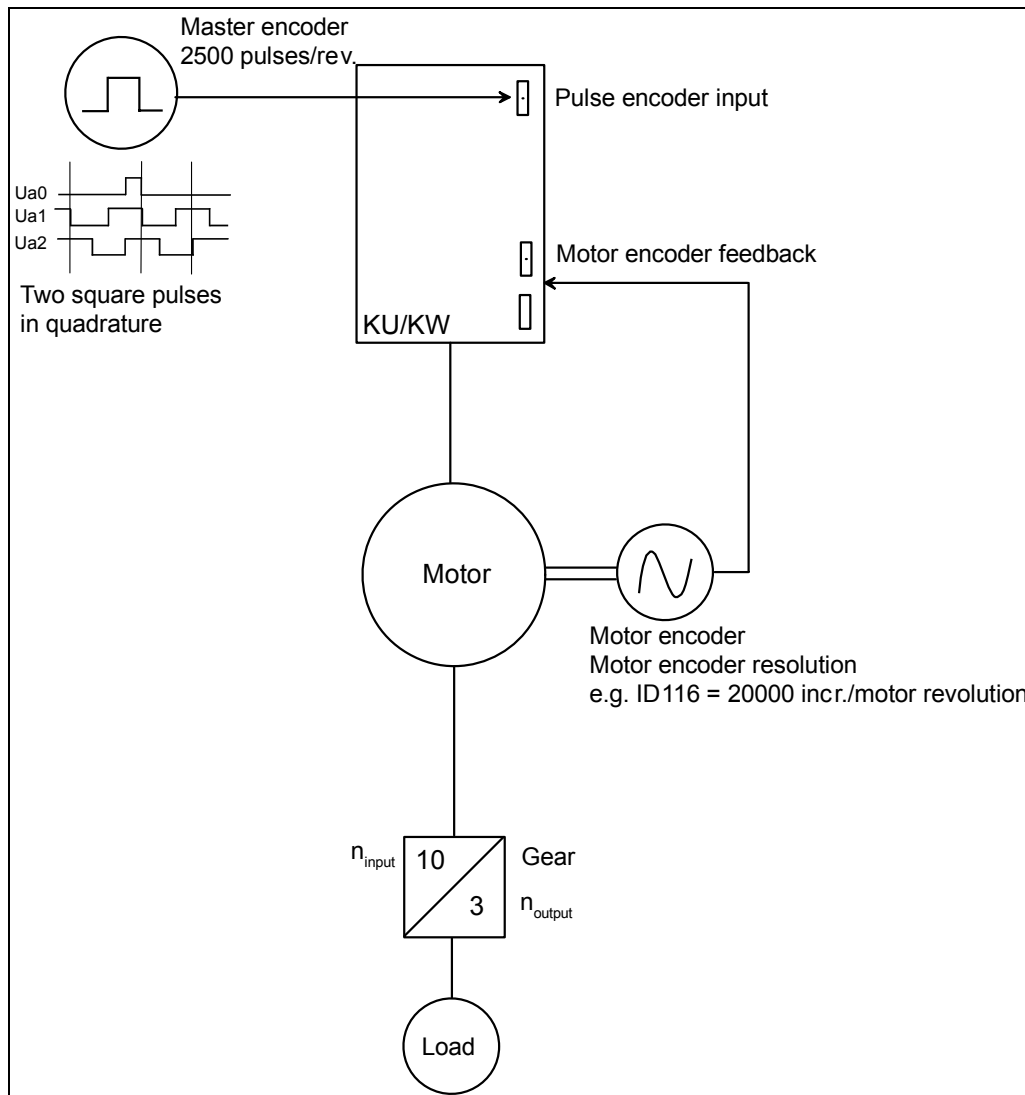 Master encoder
2500 pulses/rev.
Pulse encoder input
Ua0
Ua1
Ua2
Two square pulses
in quadrature
Motor encoder feedback
KU/KW
Motor
Motor encoder
Motor encoder resolution
e.g. ID116 = 20000 incr./motor revolution
n input
10
Gear
3
n output
Load